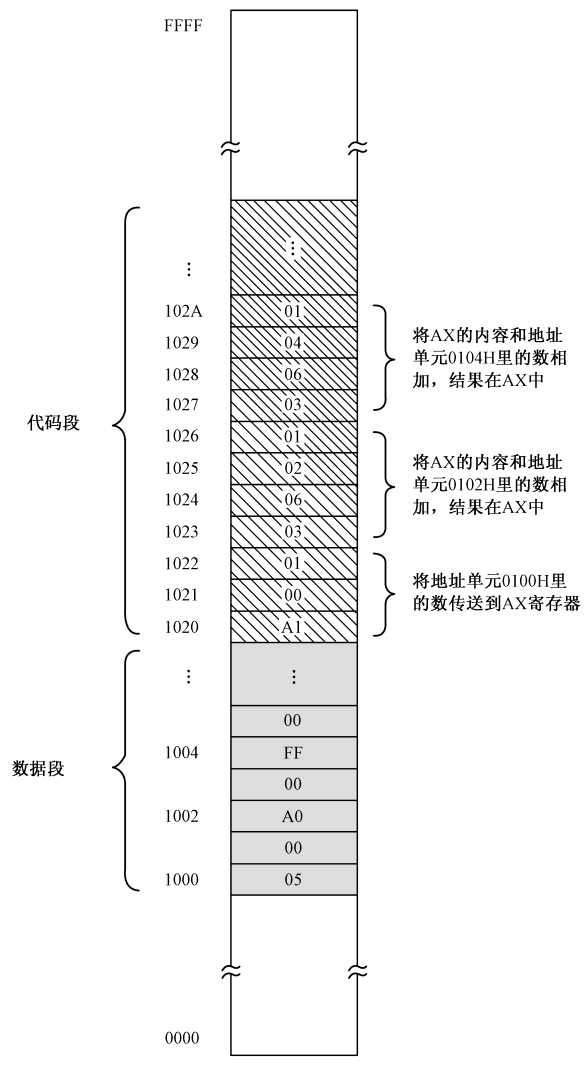 FFFF
⋮
⋮
102A 01
将AX的内容和地址
1029 04
单元0104H里的数相
1028 06
加，结果在AX中
1027 03
代码段
1026 01
将AX的内容和地址
1025 02
单元0102H里的数相
1024 06
加，结果在AX中
1023 03
1022 01
将地址单元0100H里
1021 00
的数传送到AX寄存器
1020 A1
⋮ ⋮
00
1004 FF
数据段
00
1002 A0
00
1000 05
0000